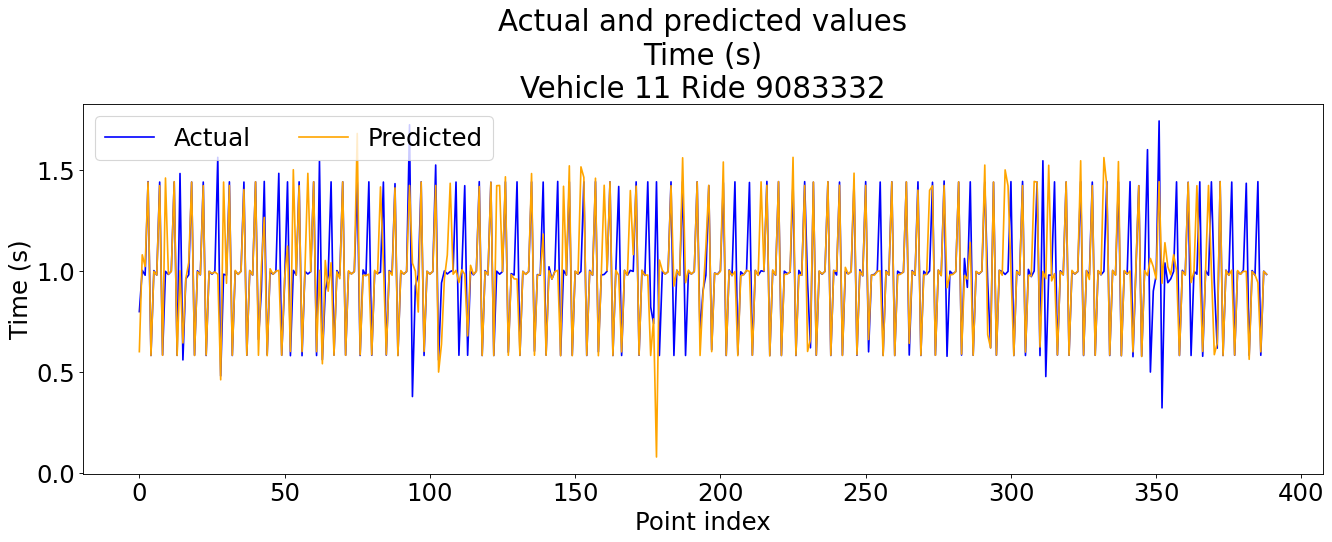 Actual and predicted values
Time (s)
Vehicle 11 Ride 9083332
Actual
Predicted
1.5
1.0
0.5
0.0
Time (s)
0 50 100 150 200 250 300 350 400
Point index